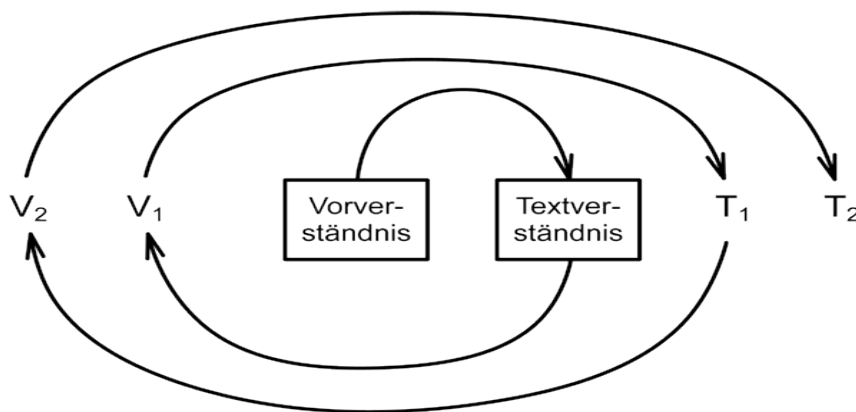 V₂ V₁ Vorver- Textver- T₁ T₂
ständnis ständnis